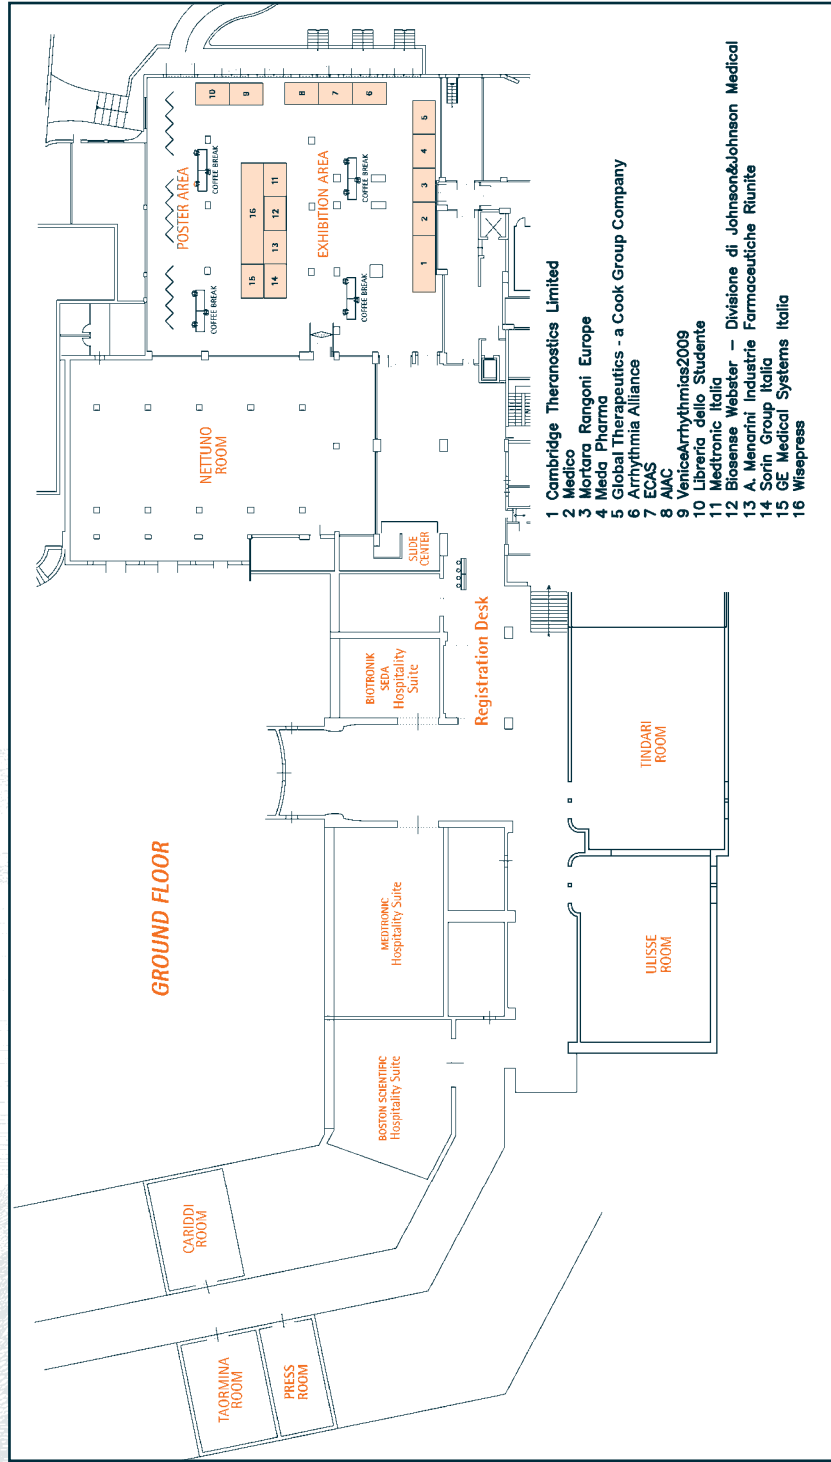 GROUND FLOOR
TAORMINA
ROOM
PRESS
ROOM
CARIDDI
ROOM
BOSTON SCIENTIFIC
Hospitality Suite
MEDTRONIC
Hospitality Suite
ULISSE
ROOM
TINDARI
ROOM
BIOTRONIK
SEDA
Hospitality
Suite
Registration Desk
SLIDE
CENTER
NETTUNO
ROOM
POSTER AREA
EXHIBITION AREA
COFFEE BREAK
COFFEE BREAK
COFFEE BREAK
COFFEE BREAK
10
9
8
7
6
5
4
3
2
1
16
11
12
13
14
15
1 Cambridge Theranostics Limited
2 Medico
3 Mortara Rangoni Europe
4 Meda Pharma
5 Global Therapeutics - a Cook Group Company
6 Arrhythmia Alliance
7 ECAS
8 AIAC
9 VeniceArrhythmias2009
10 Libreria dello Studente
11 Medtronic Italia
12 Biosense Webster – Divisione di Johnson&Johnson Medical
13 A. Menarini Industrie Farmaceutiche Riunite
14 Sorin Group Italia
15 GE Medical Systems Italia
16 Wisepress